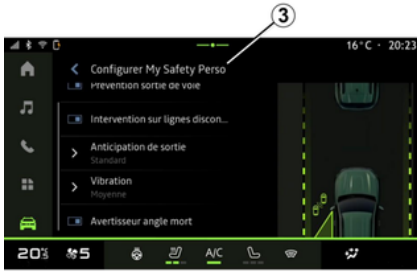 3
16°C · 20:23
Configurer My Safety Perso
Prévention sortie de voie
Intervention sur lignes discon...
Anticipation de sortie
Standard
Vibration
Moyenne
Avertisseur angle mort
20 5 A/C